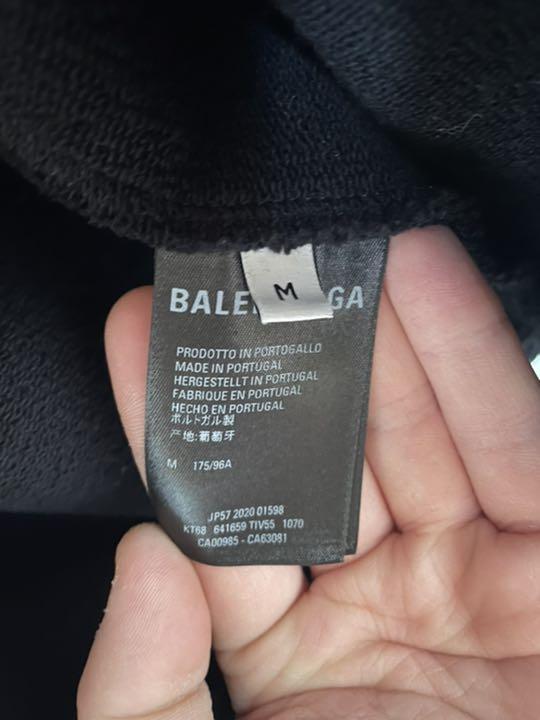 M
BALE GA
PRODOTTO IN PORTOGALLO
MADE IN PORTUGAL
HERGESTELLT IN PORTUGAL
FABRIQUE EN PORTUGAL
HECHO EN PORTUGAL
ポルトガル製
产地:葡萄牙
M 175/96A
JP57 2020 01598
KT68 641659 TIV55 1070
CA00985 - CA63081